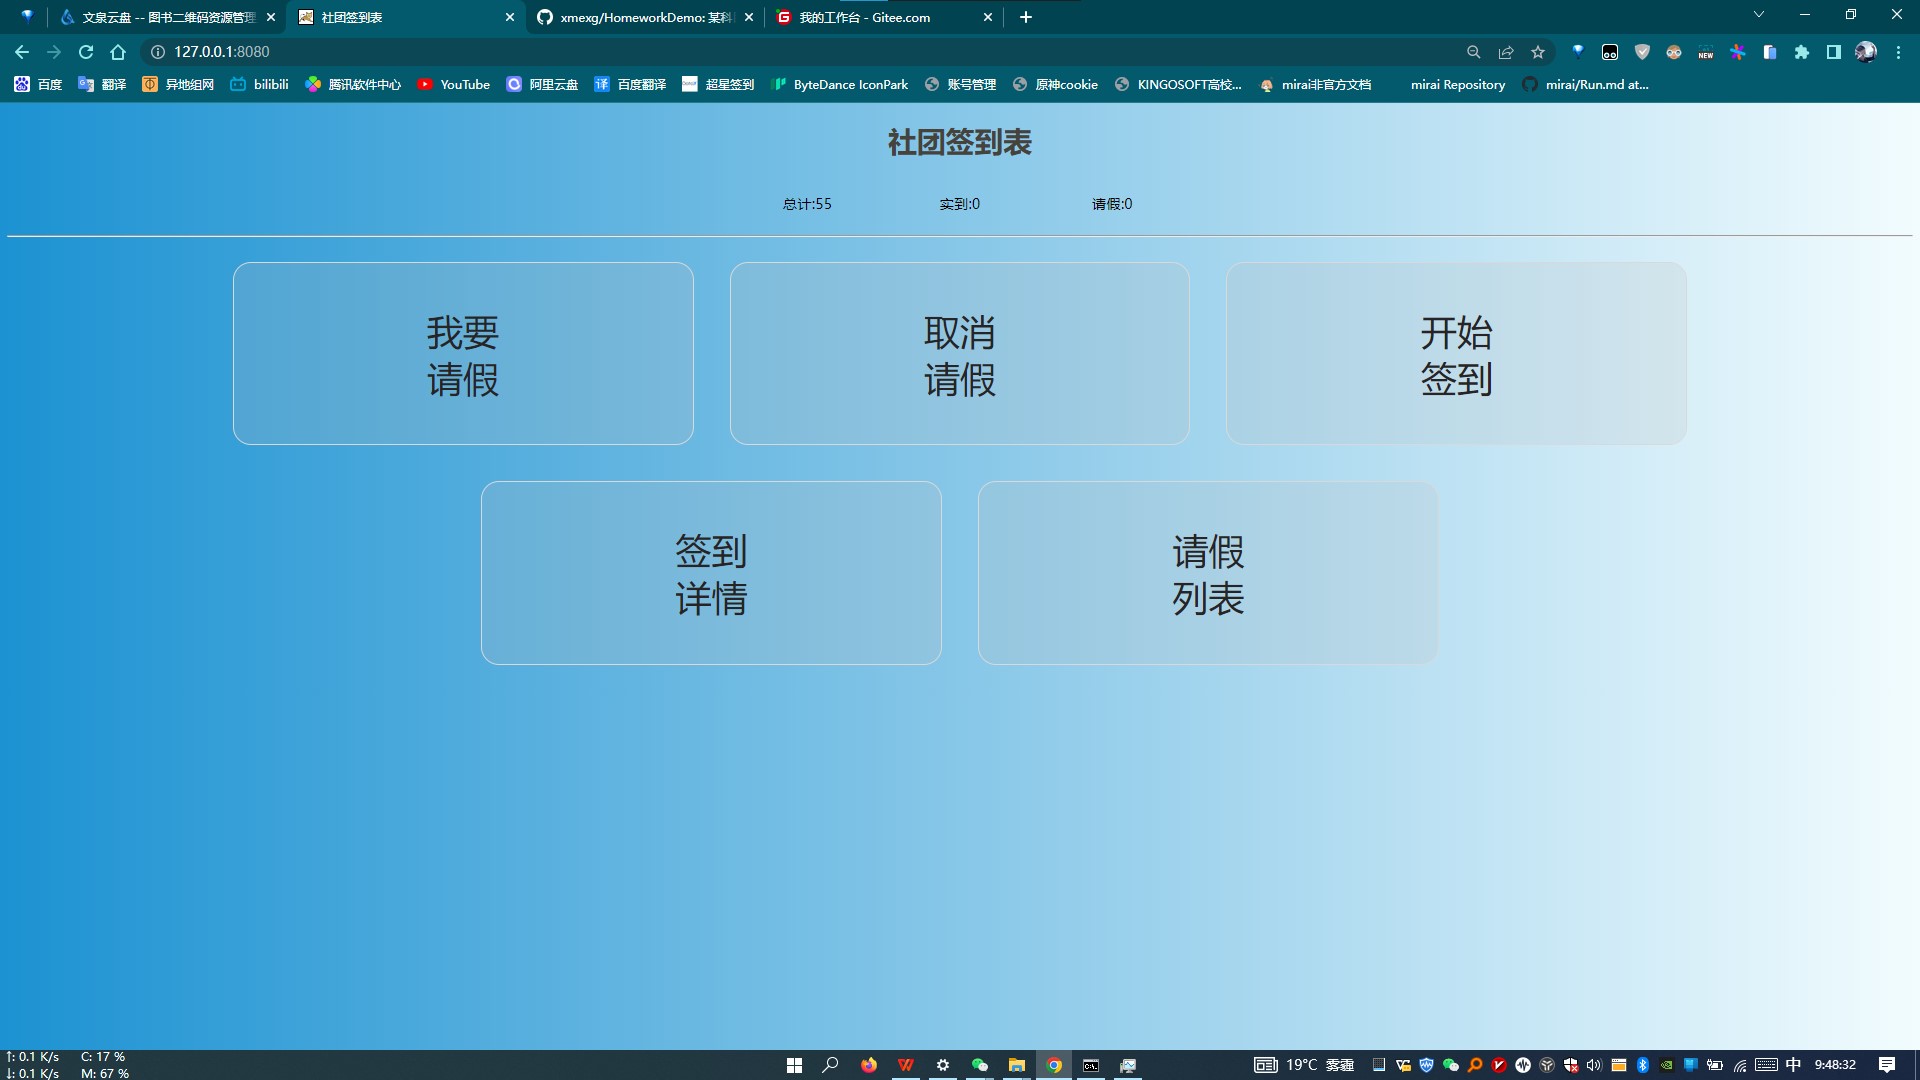 文泉云盘 -- 图书二维码资源管理
社团签到表
xmexg/HomeworkDemo: 某科
我的工作台 - Gitee.com
127.0.0.1:8080
百度
翻译
异地组网
bilibili
腾讯软件中心
YouTube
阿里云盘
译
百度翻译
超星签到
ByteDance IconPark
账号管理
原神cookie
KINGOSOFT高校...
mirai非官方文档
mirai Repository
mirai/Run.md at...
NEW
社团签到表
总计:55
实到:0
请假:0
我要
请假
取消
请假
开始
签到
签到
详情
请假
列表
↑: 0.1 K/s
C: 17 %
↓: 0.1 K/s
M: 67 %
19°C 雾霾
中
9:48:32